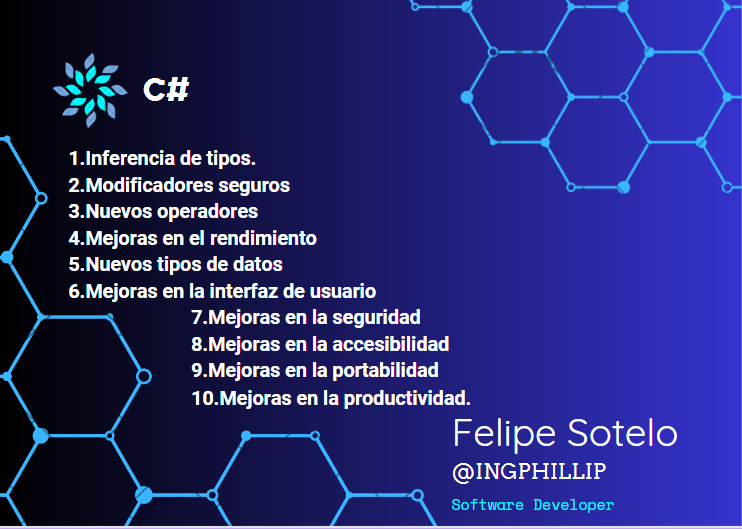 C#
1.Inferencia de tipos.
2.Modificadores seguros
3.Nuevos operadores
4.Mejoras en el rendimiento
5.Nuevos tipos de datos
6.Mejoras en la interfaz de usuario
7.Mejoras en la seguridad
8.Mejoras en la accesibilidad
9.Mejoras en la portabilidad
10.Mejoras en la productividad.
Felipe Sotelo
@INGPHILLIP
Software Developer